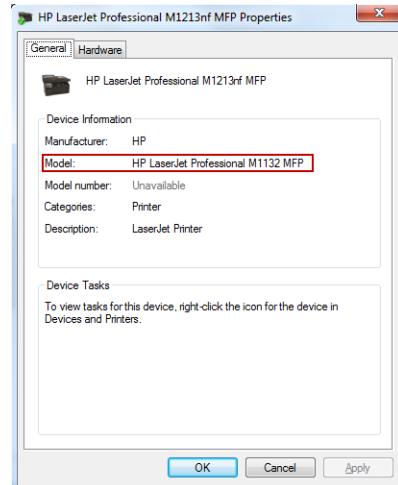 HP LaserJet Professional M1213nf MFP Properties
General Hardware
HP LaserJet Professional M1213nf MFP
Device Information
Manufacturer: HP
Model: HP LaserJet Professional M1132 MFP
Model number: Unavailable
Categories: Printer
Description: LaserJet Printer
Device Tasks
To view tasks for this device, right-click the icon for the device in
Devices and Printers.
OK Cancel Apply